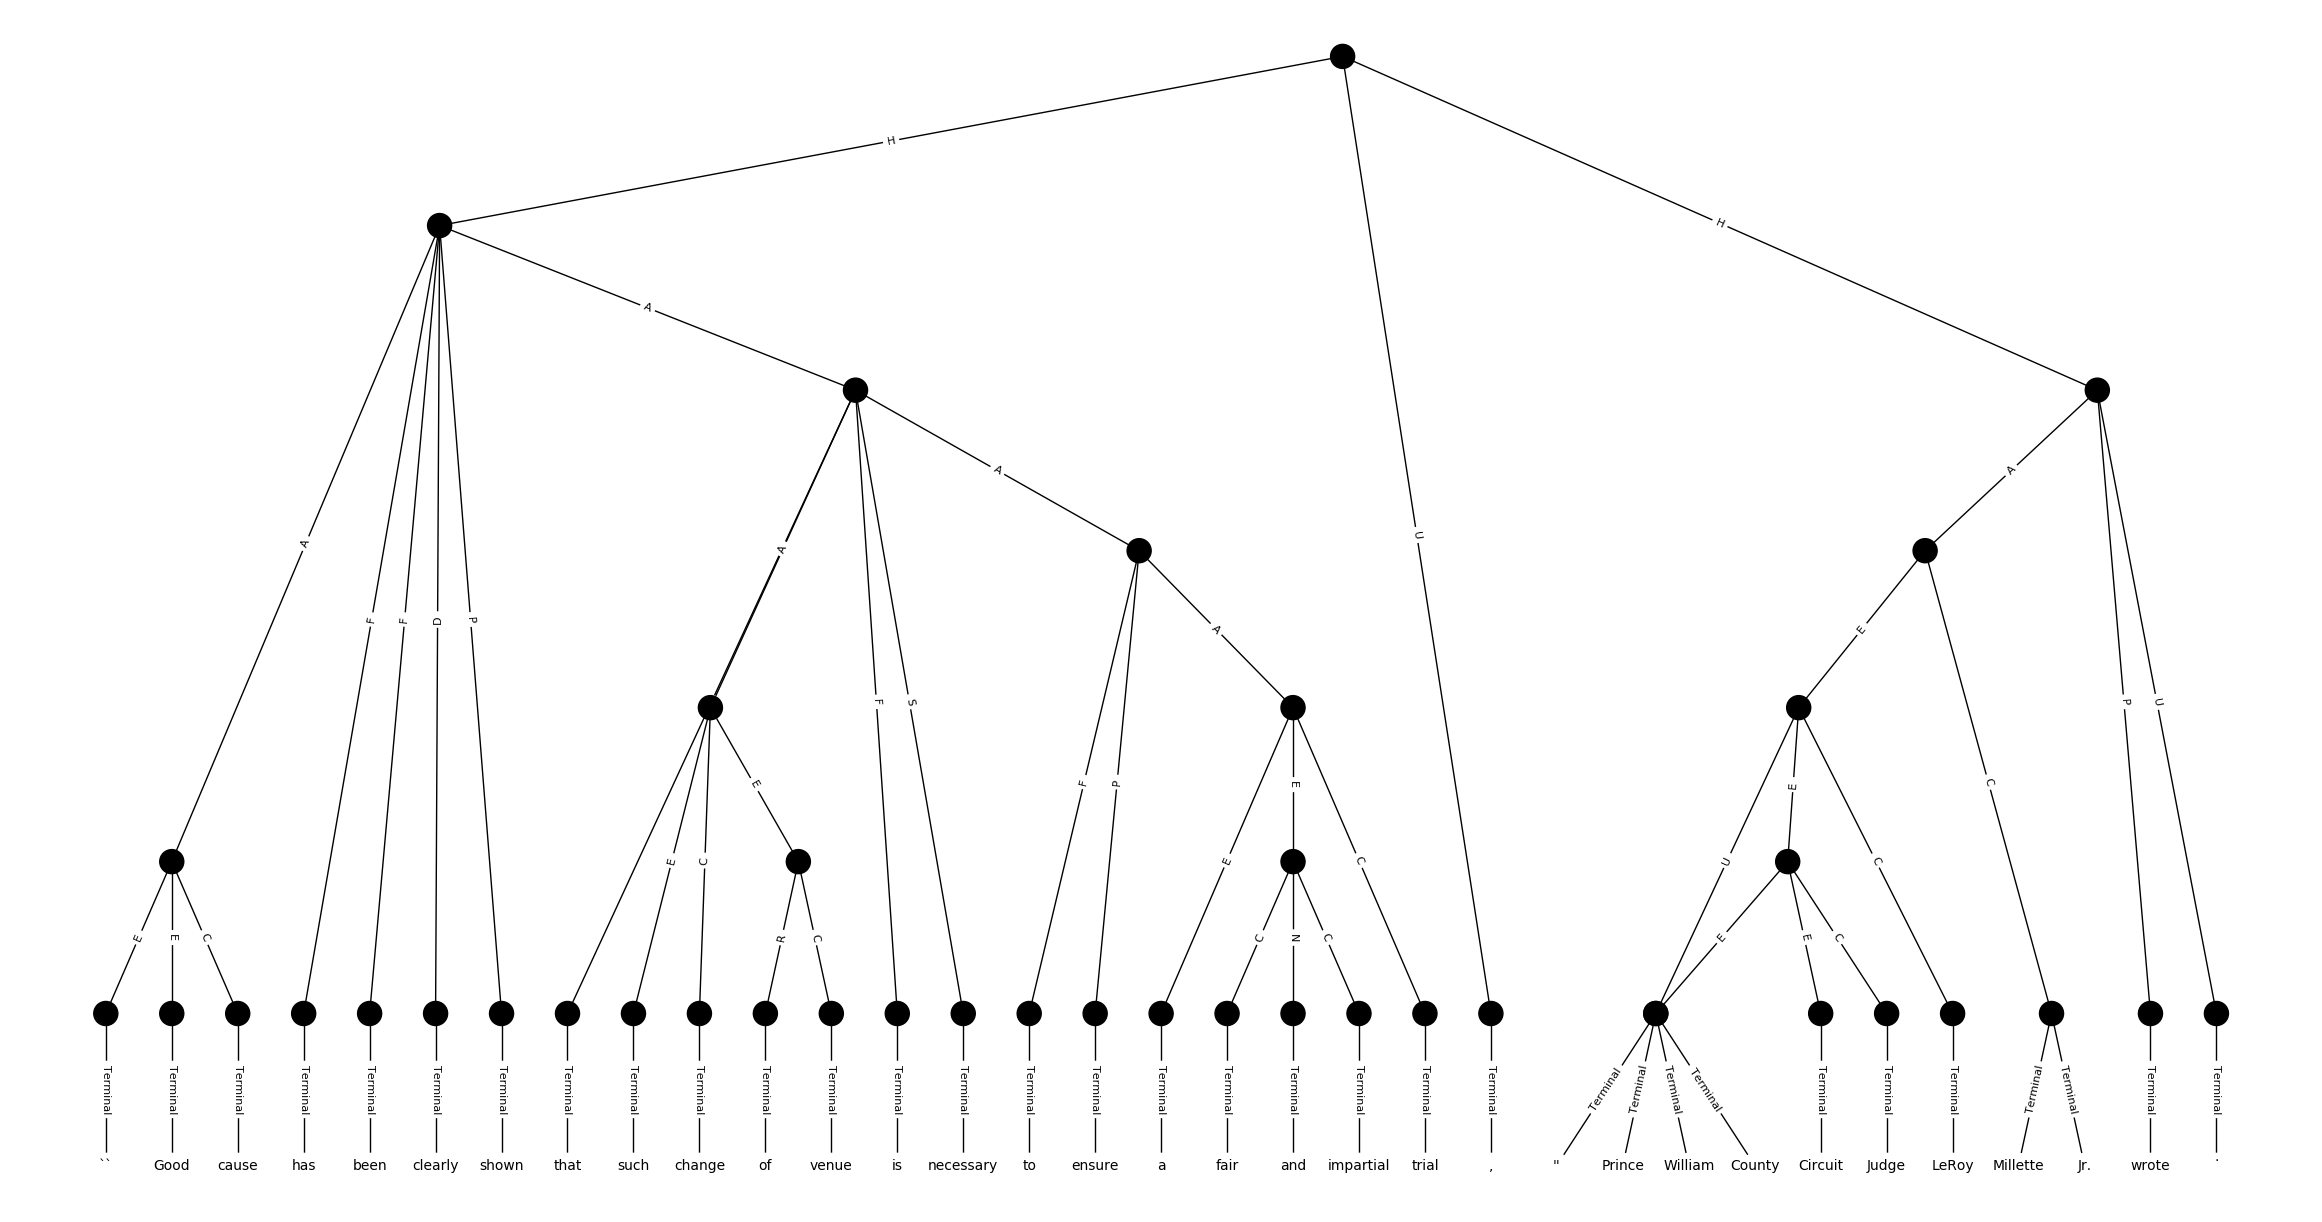 H
H
A
A
A
A
F
F
D
P
A
F
S
U
E
A
C
P
U
F
P
E
E
E
E
C
E
C
U
E
C
E
E
C
R
C
C
N
C
E
E
C
Terminal Terminal Terminal Terminal Terminal Terminal Terminal Terminal Terminal Terminal Terminal Terminal Terminal Terminal Terminal Terminal Terminal Terminal Terminal Terminal Terminal Terminal Terminal Terminal Terminal Terminal Terminal Terminal Terminal Terminal Terminal Terminal Terminal
`` Good cause has been clearly shown that such change of venue is necessary to ensure a fair and impartial trial , " Prince William County Circuit Judge LeRoy Millette Jr. wrote .